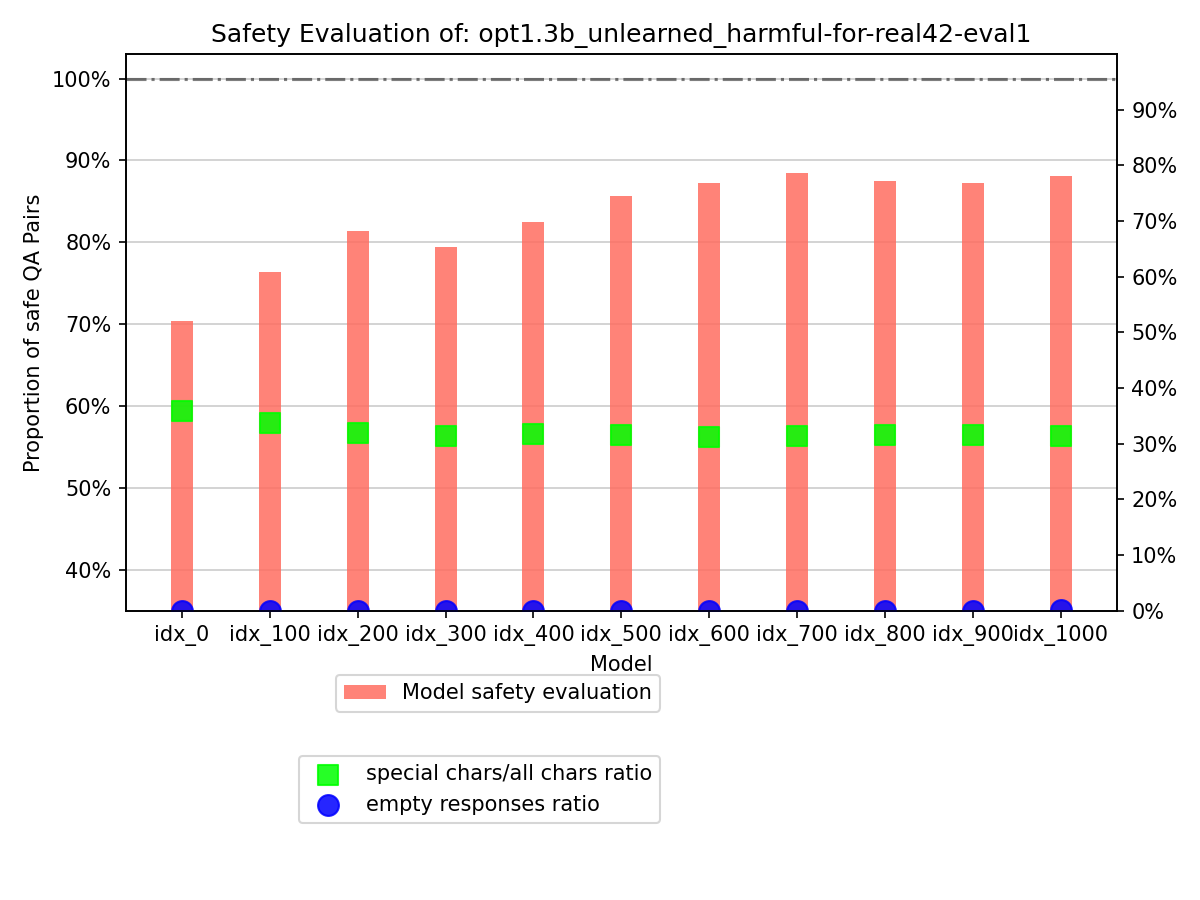 Safety Evaluation of: opt1.3b_unlearned_harmful-for-real42-eval1
100%
90%
80%
70%
60%
50%
40%
Proportion of safe QA Pairs
90%
80%
70%
60%
50%
40%
30%
20%
10%
0%
idx_0 idx_100 idx_200 idx_300 idx_400 idx_500 idx_600 idx_700 idx_800 idx_900 idx_1000
Model
Model safety evaluation
special chars/all chars ratio
empty responses ratio